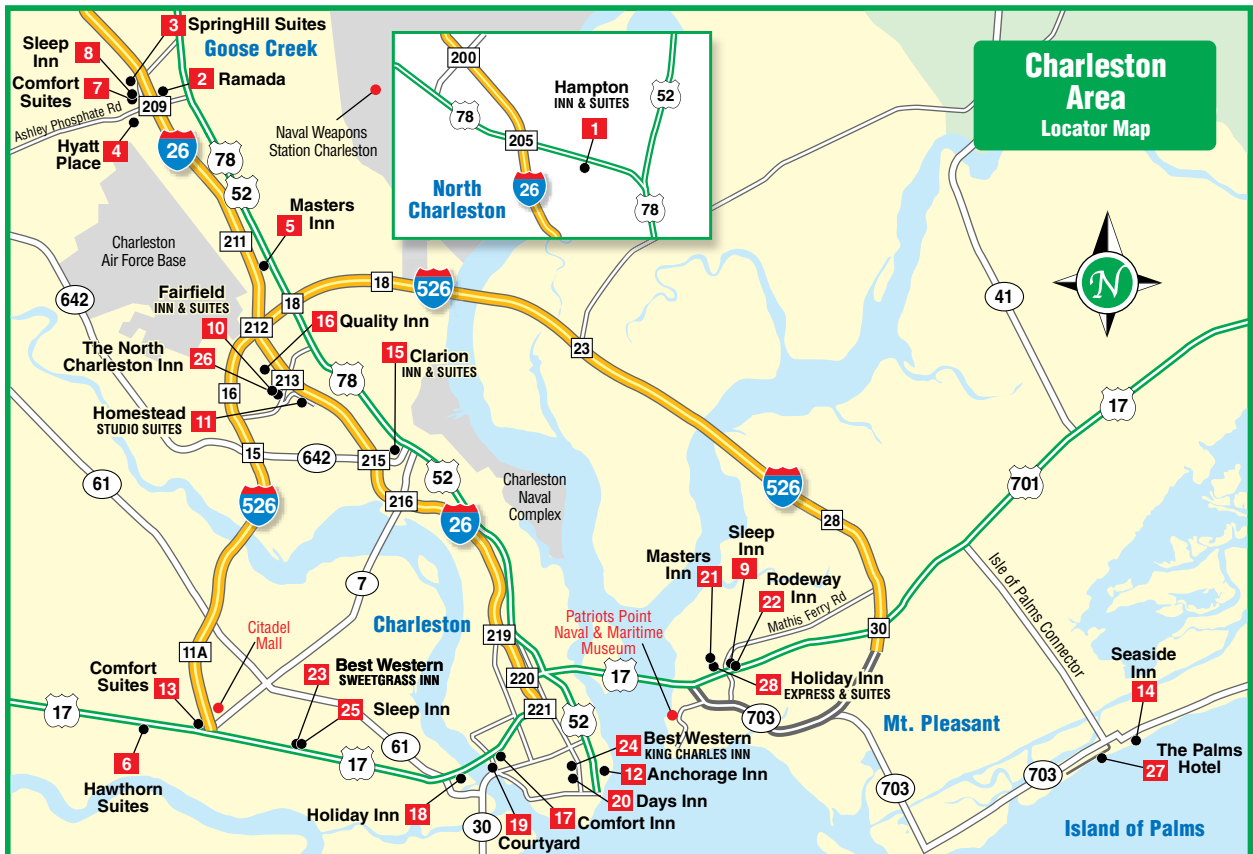 Charleston
Area
Locator Map
3 SpringHill Suites
Goose Creek
Sleep
Inn
8
Comfort
Suites
7
2 Ramada
209
Ashley Phosphate Rd
Hyatt
Place
4
26
78
52
Naval Weapons
Station Charleston
200
Hampton
INN & SUITES
1
52
78
205
26
North
Charleston
78
Masters
Inn
5
211
Charleston
Air Force Base
642
Fairfield
INN & SUITES
10
18
18
526
212
16 Quality Inn
The North
Charleston Inn
26
213
15 Clarion
INN & SUITES
78
16
Homestead
STUDIO SUITES
11
23
41
17
15
642
215
52
61
526
216
26
Charleston
Naval
Complex
526
28
701
7
Masters
Inn
21
Sleep
Inn
9
Rodeway
Inn
22
Mathis Ferry Rd
Isle of Palms Connector
Patriots Point
Naval & Maritime
Museum
Charleston
Citadel
Mall
11A
219
30
220
17
28 Holiday Inn
EXPRESS & SUITES
Comfort
Suites
13
23 Best Western
SWEETGRASS INN
25 Sleep Inn
221
52
703
Mt. Pleasant
Seaside
Inn
14
17
61
17
24 Best Western
KING CHARLES INN
12 Anchorage Inn
20 Days Inn
The Palms
Hotel
27
703
703
6
Hawthorn
Suites
Holiday Inn 18
30
19
Courtyard
17
Comfort Inn
Island of Palms
N